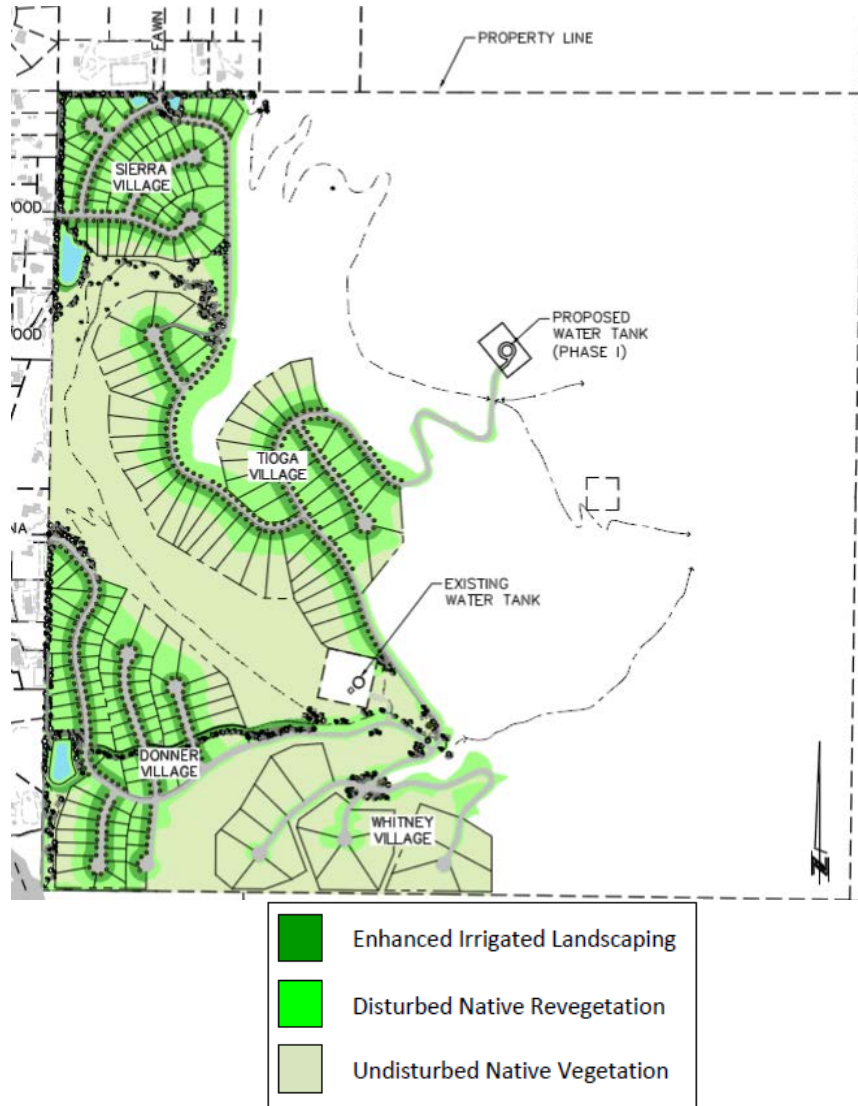 FAWN
PROPERTY LINE
SIERRA
VILLAGE
OOD
PROPOSED
WATER TANK
(PHASE I)
OOD
TIOGA
VILLAGE
NA
EXISTING
WATER TANK
DONNER
VILLAGE
WHITNEY
VILLAGE
N
Enhanced Irrigated Landscaping
Disturbed Native Revegetation
Undisturbed Native Vegetation